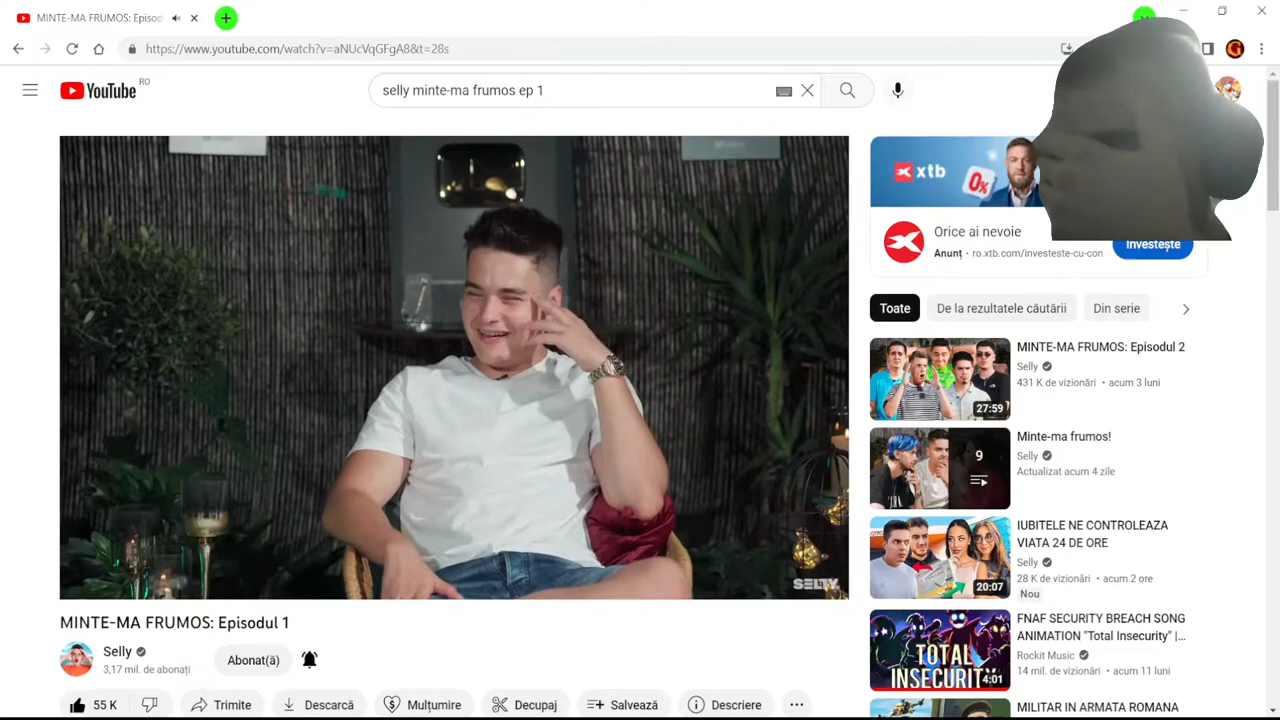 MINTE-MA FRUMOS: Episod
https://www.youtube.com/watch?v=aNUcVqGFgA8&t=28s
G
YouTube RO
selly minte-ma frumos ep 1
SELLY
MINTE-MA FRUMOS: Episodul 1
Selly
3,17 mil. de abonați
Abonat(ă)
55 K
Trimite
Descarcă
Mulțumire
Decupaj
Salvează
Descriere
xtb
0%
Orice ai nevoie
Anunț · ro.xtb.com/investeste-cu-con
Investește
Toate
De la rezultatele căutării
Din serie
MINTE-MA FRUMOS: Episodul 2
Selly
431 K de vizionări • acum 3 luni
27:59
Minte-ma frumos!
Selly
Actualizat acum 4 zile
9
IUBITELE NE CONTROLEAZA
VIATA 24 DE ORE
Selly
28 K de vizionări • acum 2 ore
Nou
20:07
FNAF SECURITY BREACH SONG
ANIMATION "Total Insecurity" |...
Rockit Music
14 mil. de vizionări • acum 11 luni
TOTAL
INSECURITY
4:01
MILITAR IN ARMATA ROMANA